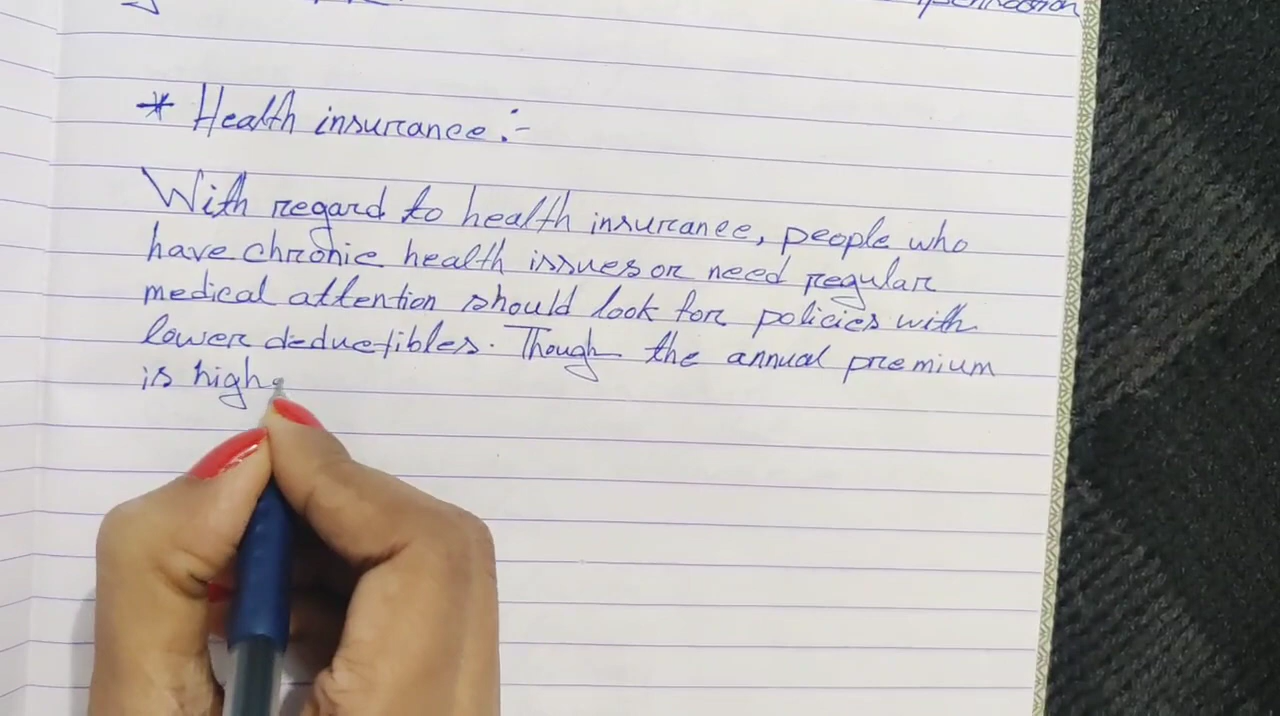 * Health insurance :-
With regard to health insurance, people who
have chronic health issues or need regular
medical attention should look for policies with
lower deductibles. Though the annual premium
is highe